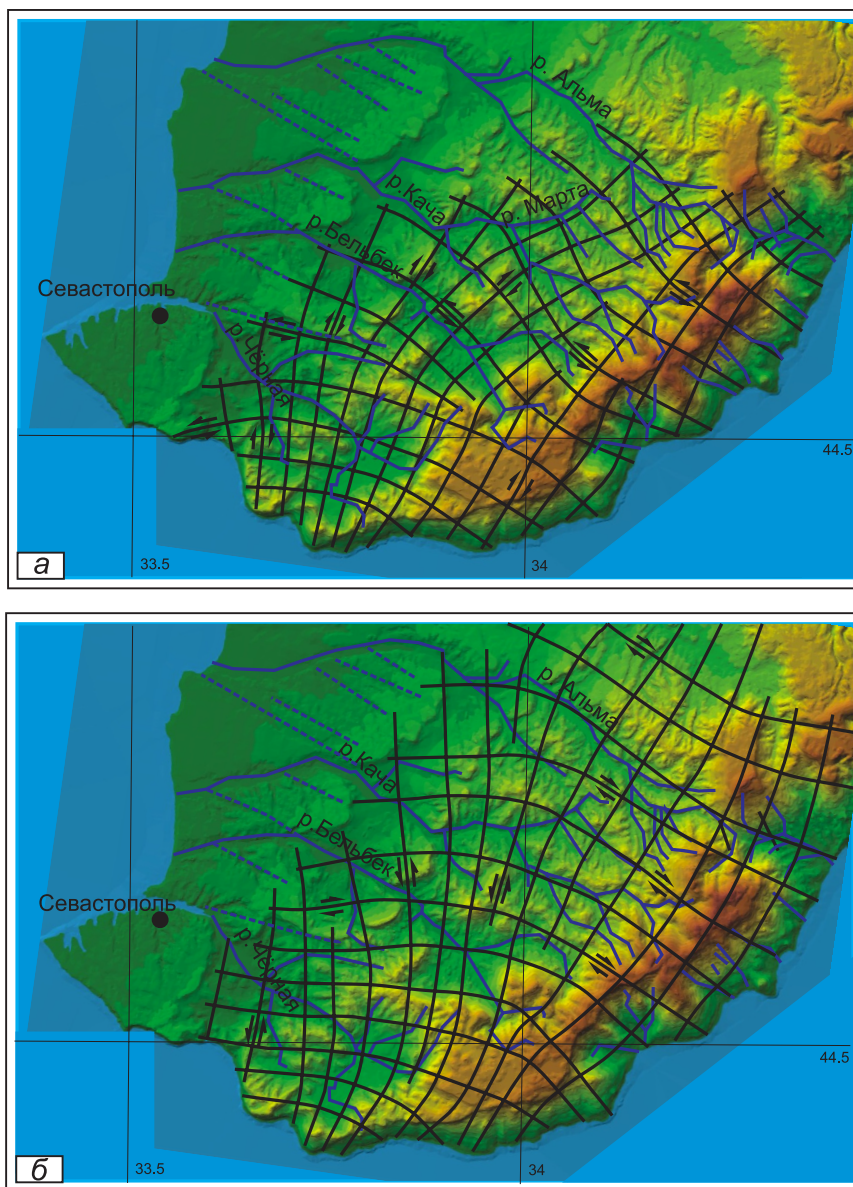 р. Альма
р.Кача
р. Марта
р.Бельбек
Севастополь
р.Чёрная
44.5
33.5
34
а
р. Альма
р.Кача
р.Бельбек
Севастополь
р.Чёрная
44.5
33.5
34
б